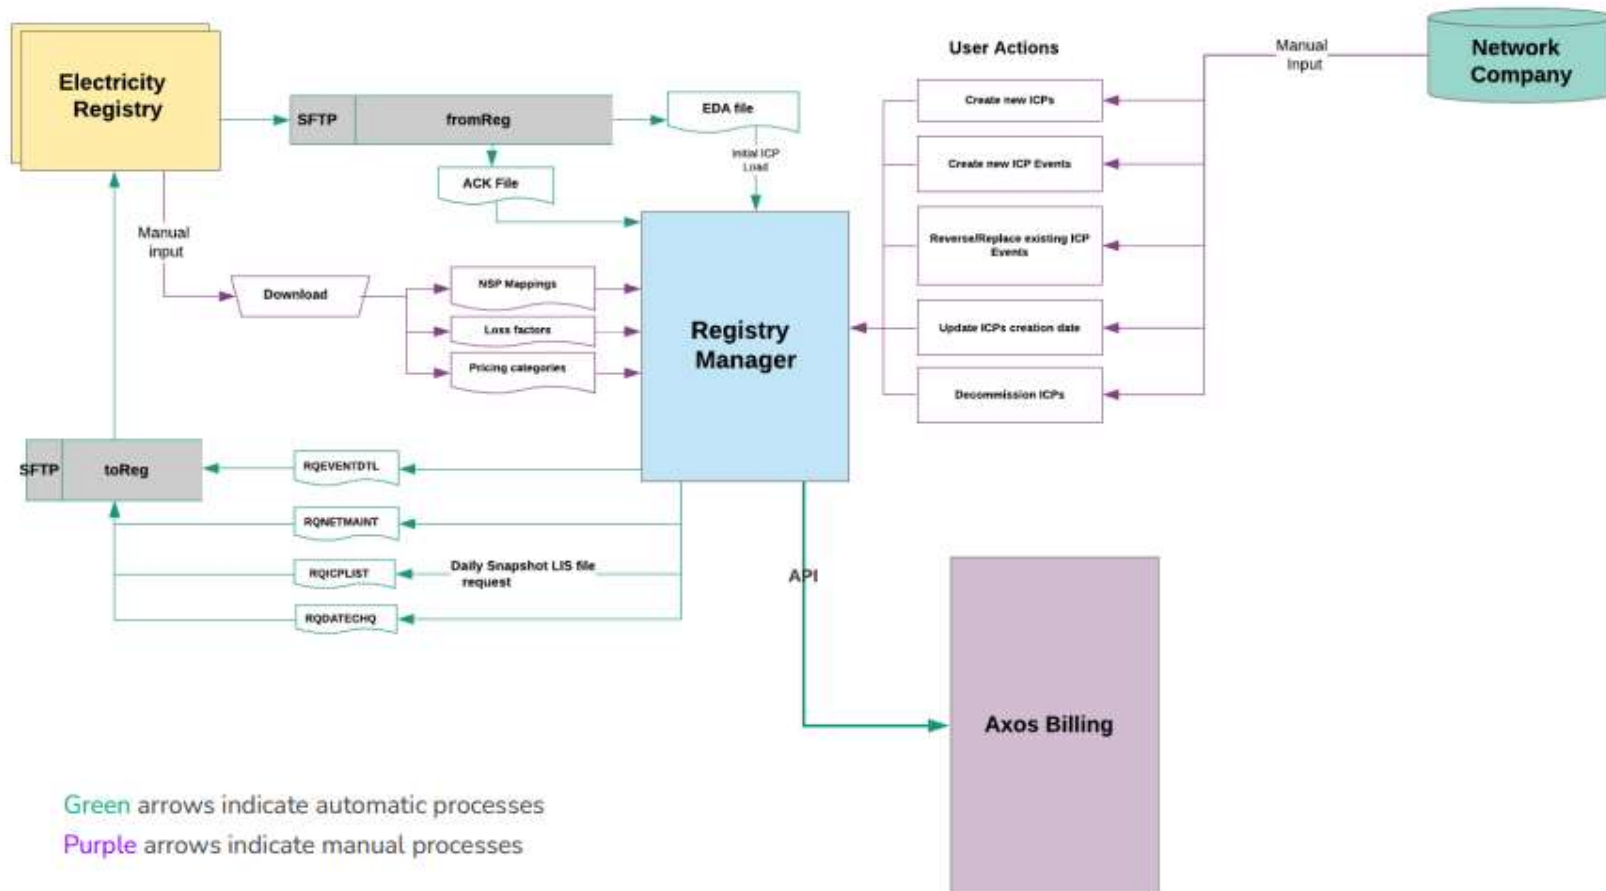 Electricity
Registry
SFTP
fromReg
EDA file
Initial ICP
Load
ACK File
Manual
input
Download
NSP Mappings
Loss factors
Pricing categories
Registry
Manager
User Actions
Create new ICPs
Create new ICP Events
Reverse/Replace existing ICP
Events
Update ICPs creation date
Decommission ICPs
Manual
Input
Network
Company
SFTP
toReg
RQEVENTDTL
RQNETMAINT
RQICPLIST
Daily Snapshot LIS file
request
RQDATECHQ
API
Axos Billing
Green arrows indicate automatic processes
Purple arrows indicate manual processes